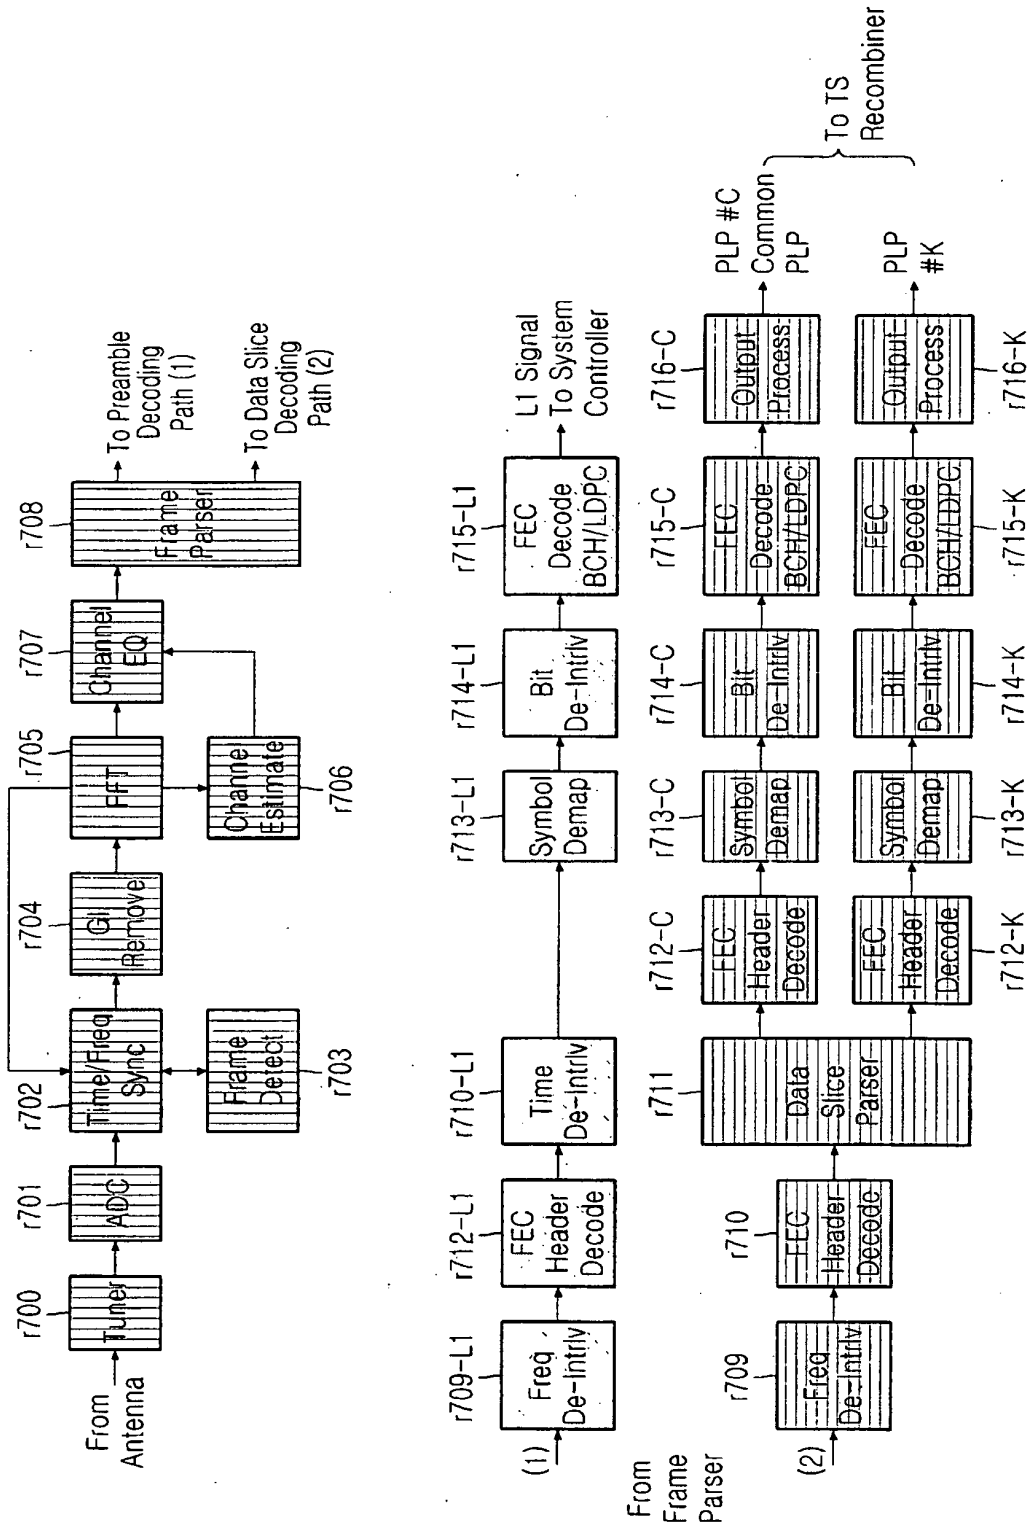 From
Antenna
r700
Tuner
r701
ADC
r702
Time/Freq
Sync
Frame
Detect
r703
r704
GI
Remove
r705
FFT
Channel
Estimate
r706
r707
Channel
EQ
r708
Frame
Parser
To Preamble
Decoding
Path (1)
To Data Slice
Decoding
Path (2)
From
Frame
Parser
(1)
r709-L1
Freq
De-Intrlv
r712-L1
FEC
Header
Decode
r710-L1
Time
De-Intrlv
r713-L1
Symbol
Demap
r714-L1
Bit
De-Intrlv
r715-L1
FEC
Decode
BCH/LDPC
L1 Signal
To System
Controller
(2)
r709
Freq
De-Intrlv
r710
FEC
Header
Decode
r711
Data
Slice
Parser
r712-C
FEC
Header
Decode
r713-C
Symbol
Demap
r714-C
Bit
De-Intrlv
r715-C
FEC
Decode
BCH/LDPC
r716-C
Output
Process
PLP #C
Common
PLP
FEC
Header
Decode
r712-K
Symbol
Demap
r713-K
Bit
De-Intrlv
r714-K
FEC
Decode
BCH/LDPC
r715-K
Output
Process
r716-K
PLP
#K
To TS
Recombiner